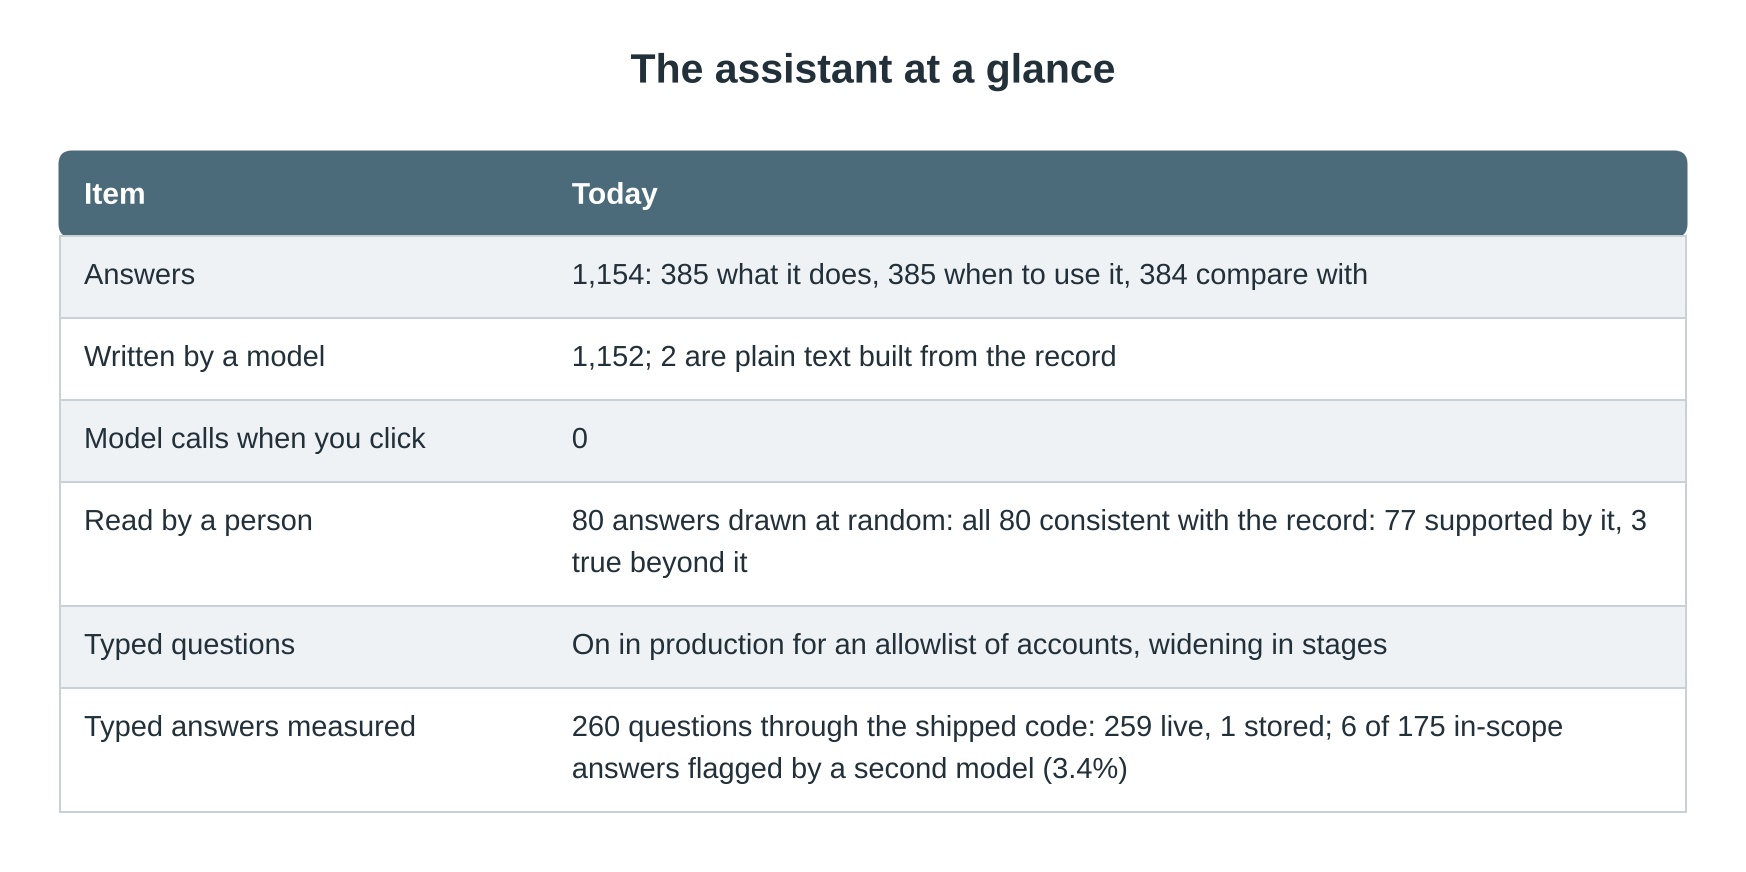 The assistant at a glance
Item Today
Answers 1,154: 385 what it does, 385 when to use it, 384 compare with
Written by a model 1,152; 2 are plain text built from the record
Model calls when you click 0
Read by a person 80 answers drawn at random: all 80 consistent with the record: 77 supported by it, 3
true beyond it
Typed questions On in production for an allowlist of accounts, widening in stages
Typed answers measured 260 questions through the shipped code: 259 live, 1 stored; 6 of 175 in-scope
answers flagged by a second model (3.4%)